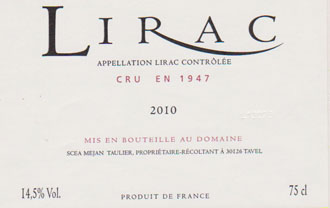 LIRAC
APPELLATION LIRAC CONTRÔLÉE
CRU EN 1947
2010
MIS EN BOUTEILLE AU DOMAINE
SCEA MEJAN TAULIER, PROPRIÉTAIRE-RÉCOLTANT À 30126 TAVEL
14,5% Vol. PRODUIT DE FRANCE 75 cl